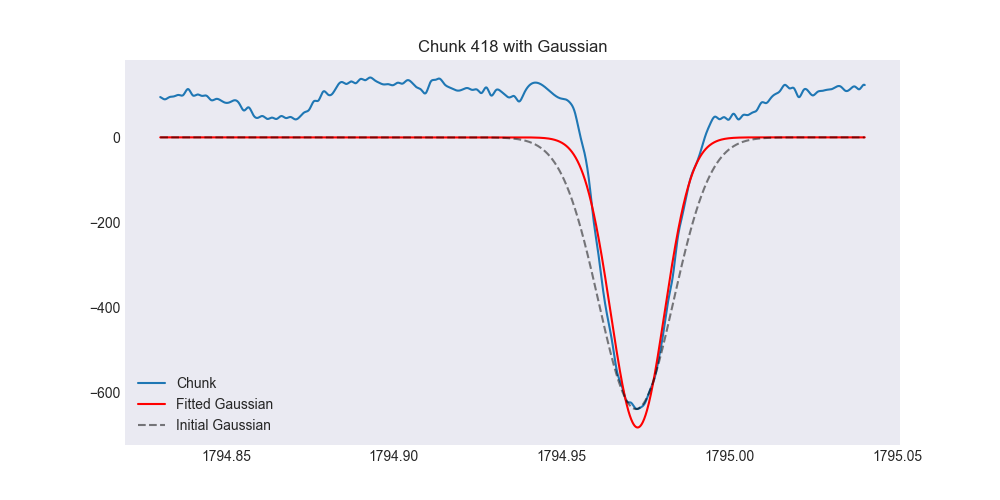 Chunk 418 with Gaussian
0
−200
−400
−600
Chunk
Fitted Gaussian
Initial Gaussian
1794.85 1794.90 1794.95 1795.00 1795.05